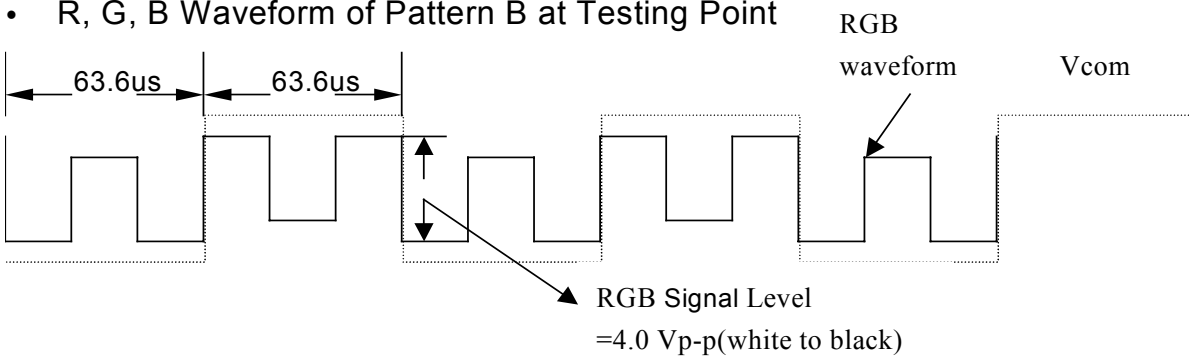 • R, G, B Waveform of Pattern B at Testing Point
RGB
waveform
Vcom
63.6us
63.6us
RGB Signal Level
=4.0 Vp-p(white to black)